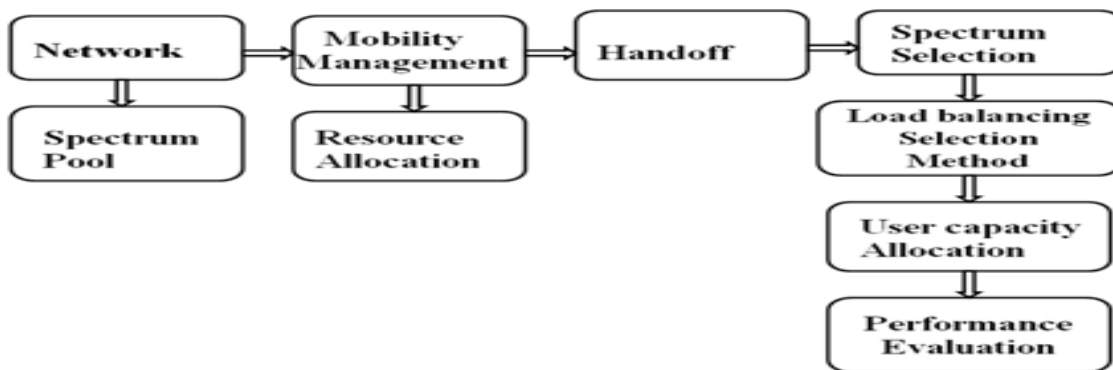 Network
Mobility
Management
Handoff
Spectrum
Selection
Spectrum
Pool
Resource
Allocation
Load balancing
Selection
Method
User capacity
Allocation
Performance
Evaluation